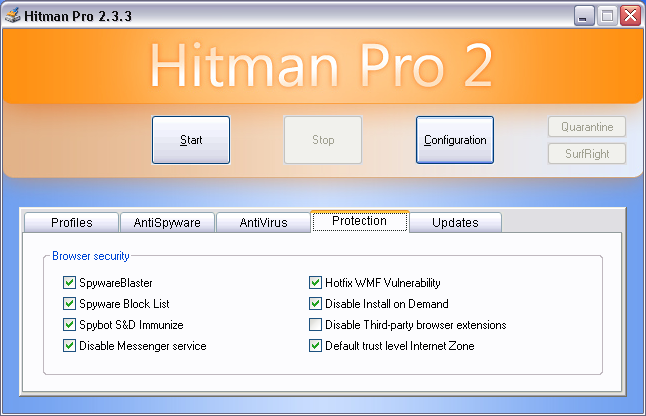 Hitman Pro 2.3.3
Hitman Pro 2
Start
Stop
Configuration
Quarantine
SurfRight
Profiles
AntiSpyware
AntiVirus
Protection
Updates
Browser security
SpywareBlaster
Spyware Block List
Spybot S&D Immunize
Disable Messenger service
Hotfix WMF Vulnerability
Disable Install on Demand
Disable Third-party browser extensions
Default trust level Internet Zone